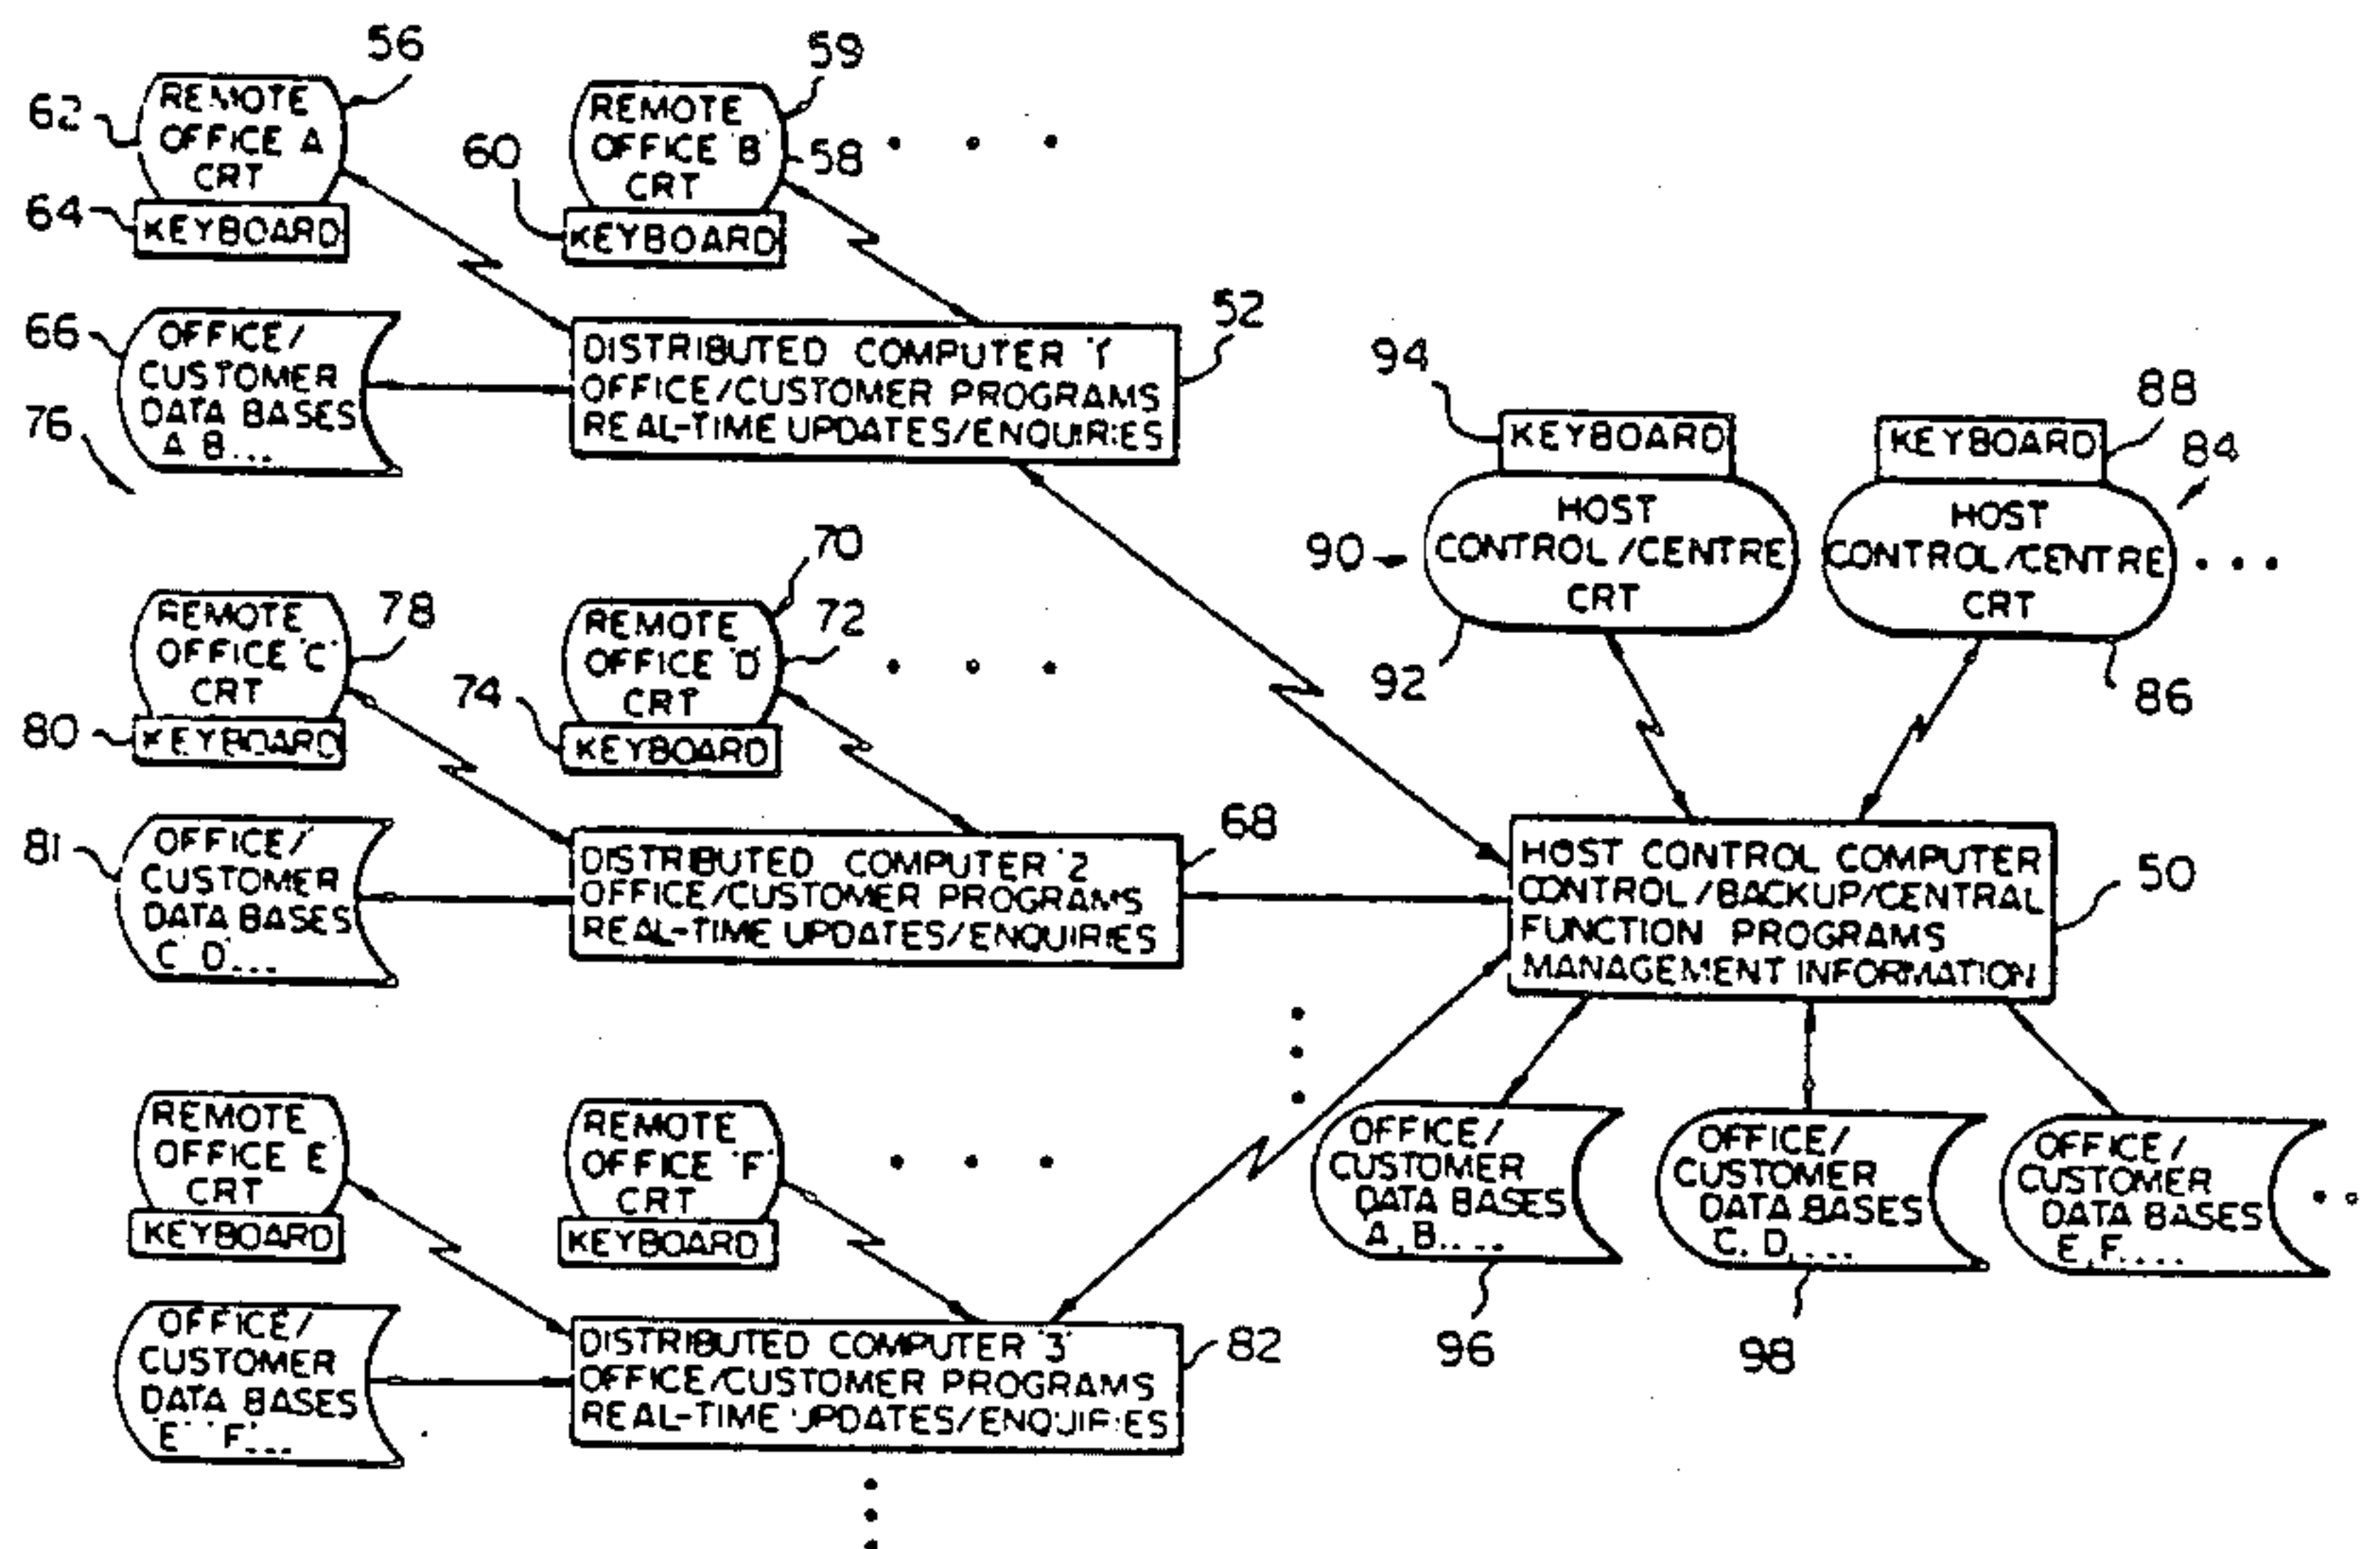 56
62
REMOTE
OFFICE A
CRT
64
KEYBOARD
59
REMOTE
OFFICE 'B'
58
CRT
60
KEYBOARD
66
OFFICE/
CUSTOMER
DATA BASES
A B...
76
52
DISTRIBUTED COMPUTER '1'
OFFICE/CUSTOMER PROGRAMS
REAL-TIME UPDATES/ENQUIRIES
94
KEYBOARD
HOST
CONTROL/CENTRE
CRT
90
92
88
KEYBOARD
84
HOST
CONTROL/CENTRE
CRT
86
78
REMOTE
OFFICE 'C'
CRT
80
KEYBOARD
70
REMOTE
OFFICE 'D'
72
CRT
74
KEYBOARD
81
OFFICE/
CUSTOMER
DATA BASES
'C' 'D'...
68
DISTRIBUTED COMPUTER '2
OFFICE/CUSTOMER PROGRAMS
REAL-TIME UPDATES/ENQUIRIES
HOST CONTROL COMPUTER
CONTROL/BACKUP/CENTRAL
FUNCTION PROGRAMS
MANAGEMENT INFORMATION
50
REMOTE
OFFICE E'
CRT
KEYBOARD
REMOTE
OFFICE 'F'
CRT
KEYBOARD
OFFICE/
CUSTOMER
DATA BASES
A, B....
96
OFFICE/
CUSTOMER
DATA BASES
C, D,....
98
OFFICE/
CUSTOMER
DATA BASES
E, F....
OFFICE/
CUSTOMER
DATA BASES
'E' 'F'...
DISTRIBUTED COMPUTER '3'
OFFICE/CUSTOMER PROGRAMS
REAL-TIME UPDATES/ENQUIRIES
82